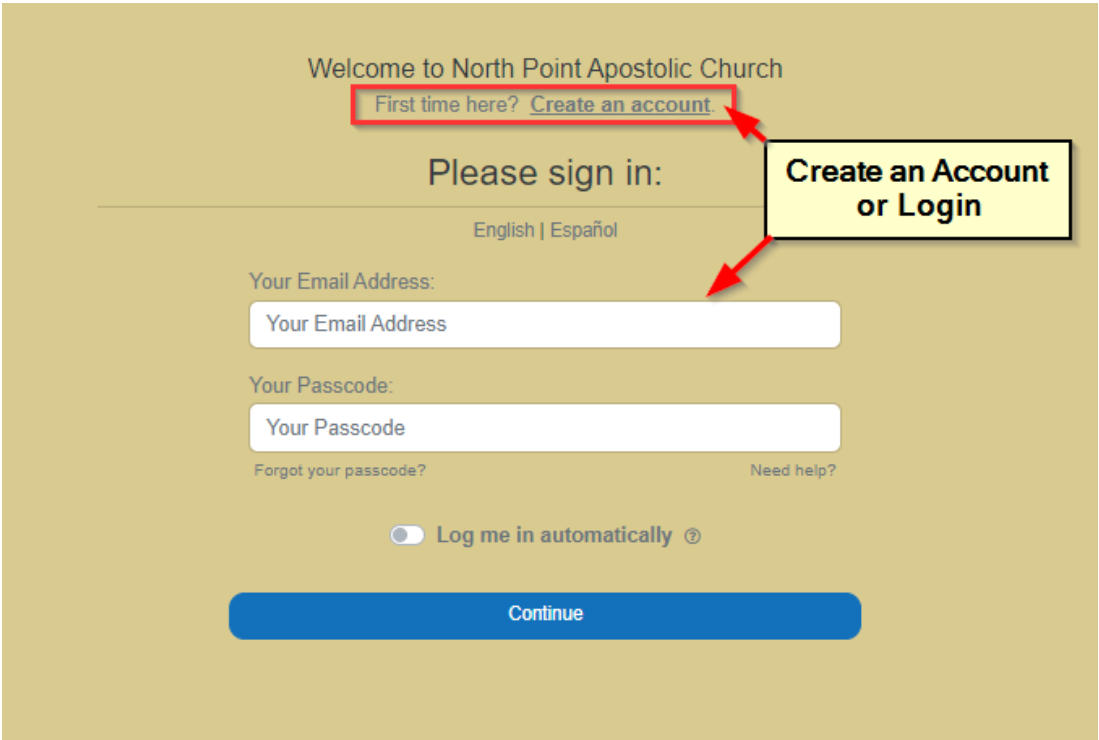 Welcome to North Point Apostolic Church
First time here? Create an account.
Please sign in:
Create an Account
or Login
English | Español
Your Email Address:
Your Email Address
Your Passcode:
Your Passcode
Forgot your passcode? Need help?
Log me in automatically ?
Continue